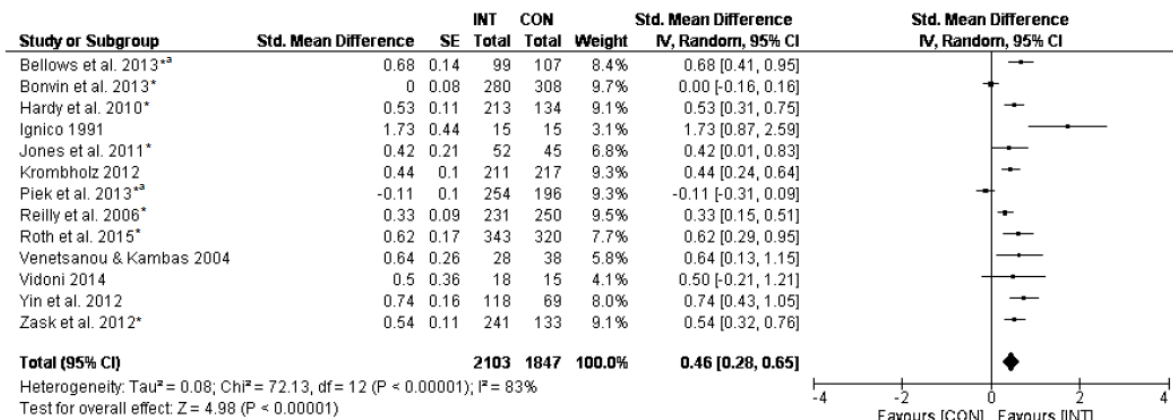 INT CON Std. Mean Difference Std. Mean Difference
Study or Subgroup Std. Mean Difference SE Total Total Weight IV, Random, 95% CI IV, Random, 95% CI
Bellows et al. 2013*ª 0.68 0.14 99 107 8.4% 0.68 [0.41, 0.95]
Bonvin et al. 2013* 0 0.08 280 308 9.7% 0.00 [-0.16, 0.16]
Hardy et al. 2010* 0.53 0.11 213 134 9.1% 0.53 [0.31, 0.75]
Ignico 1991 1.73 0.44 15 15 3.1% 1.73 [0.87, 2.59]
Jones et al. 2011* 0.42 0.21 52 45 6.8% 0.42 [0.01, 0.83]
Krombholz 2012 0.44 0.1 211 217 9.3% 0.44 [0.24, 0.64]
Piek et al. 2013*ª -0.11 0.1 254 196 9.3% -0.11 [-0.31, 0.09]
Reilly et al. 2006* 0.33 0.09 231 250 9.5% 0.33 [0.15, 0.51]
Roth et al. 2015* 0.62 0.17 343 320 7.7% 0.62 [0.29, 0.95]
Venetsanou & Kambas 2004 0.64 0.26 28 38 5.8% 0.64 [0.13, 1.15]
Vidoni 2014 0.5 0.36 18 15 4.1% 0.50 [-0.21, 1.21]
Yin et al. 2012 0.74 0.16 118 69 8.0% 0.74 [0.43, 1.05]
Zask et al. 2012* 0.54 0.11 241 133 9.1% 0.54 [0.32, 0.76]
Total (95% CI) 2103 1847 100.0% 0.46 [0.28, 0.65]
Heterogeneity: Tau² = 0.08; Chi² = 72.13, df = 12 (P < 0.00001); I² = 83%
Test for overall effect: Z = 4.98 (P < 0.00001)
-4 -2 0 2 4
Favours [CON] Favours [INT]